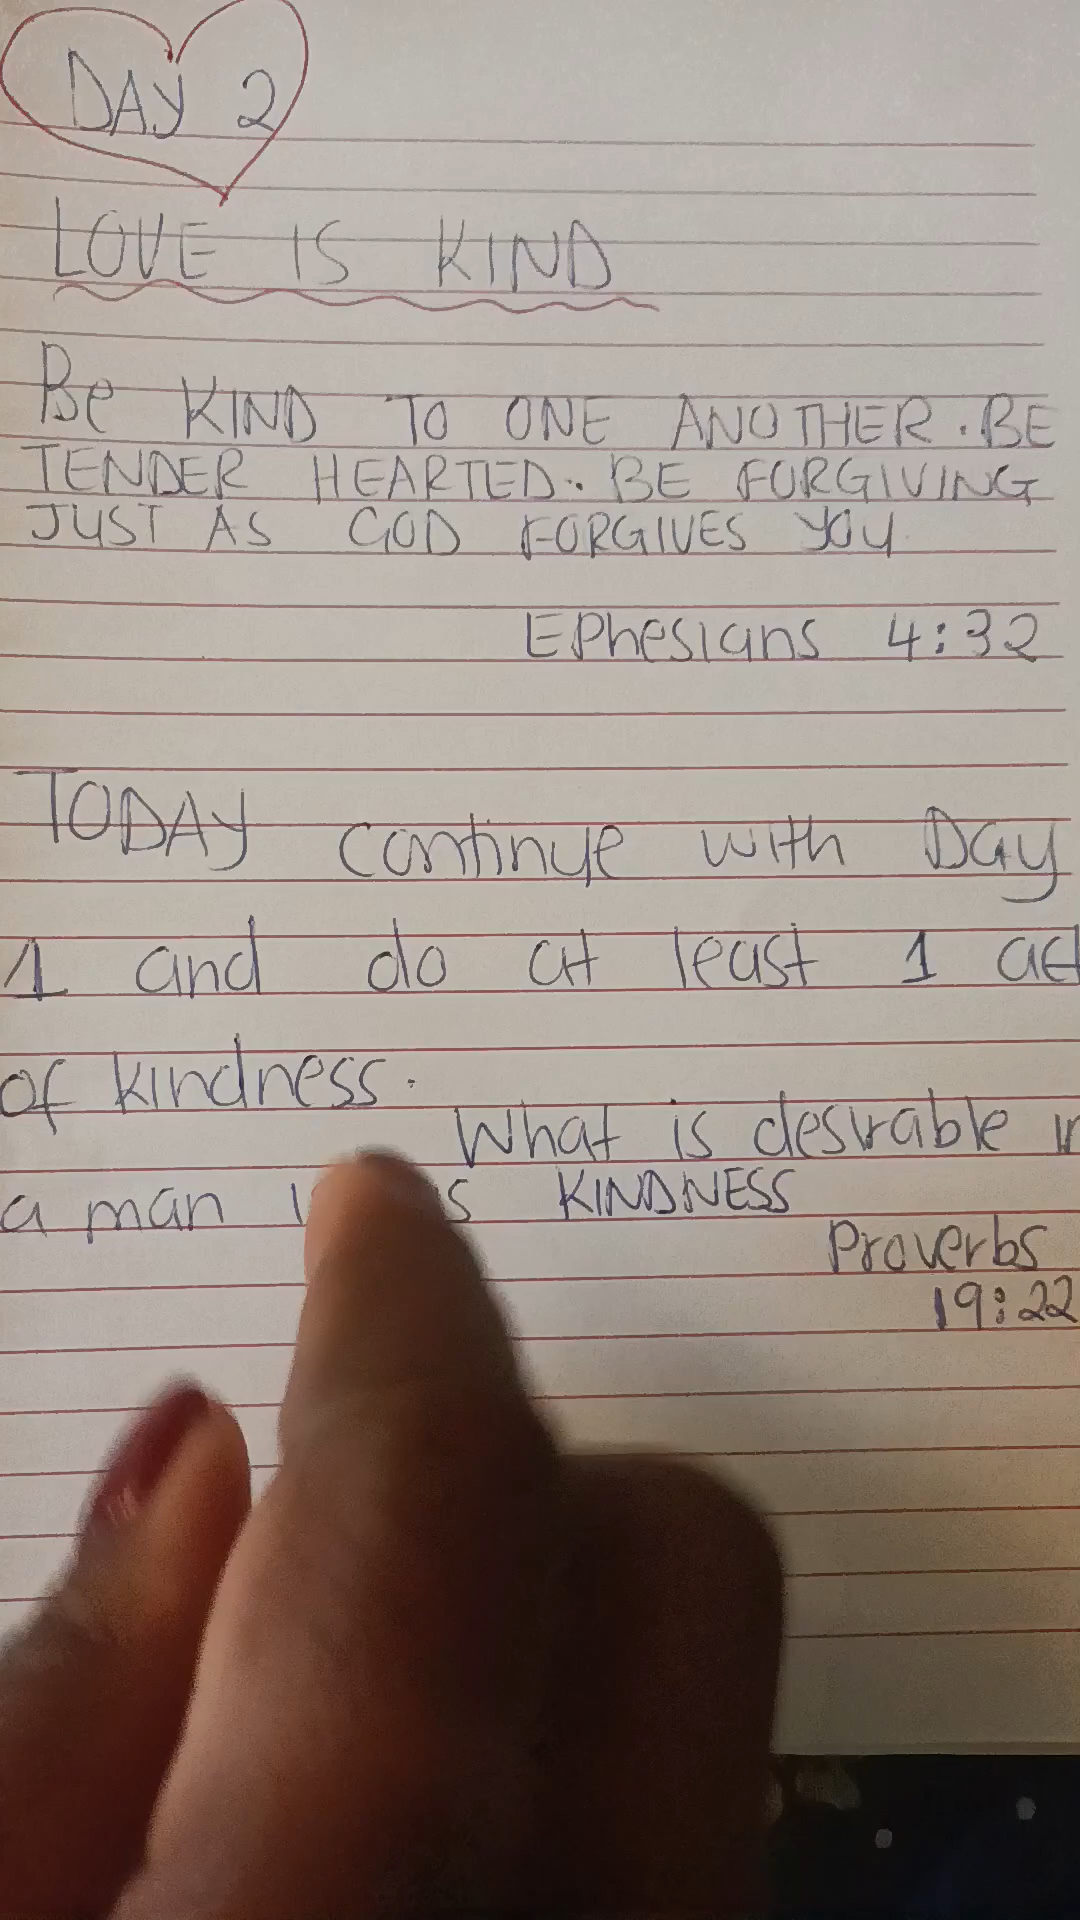 DAY 2
LOVE IS KIND
Be KIND TO ONE ANOTHER. BE
TENDER HEARTED.. BE FORGIVING
JUST AS GOD FORGIVES YOU
EPhesians 4:32
TODAY continue with Day
1 and do at least 1 act
of kindness.
What is desirable in
a man KINDNESS
Proverbs
19:22